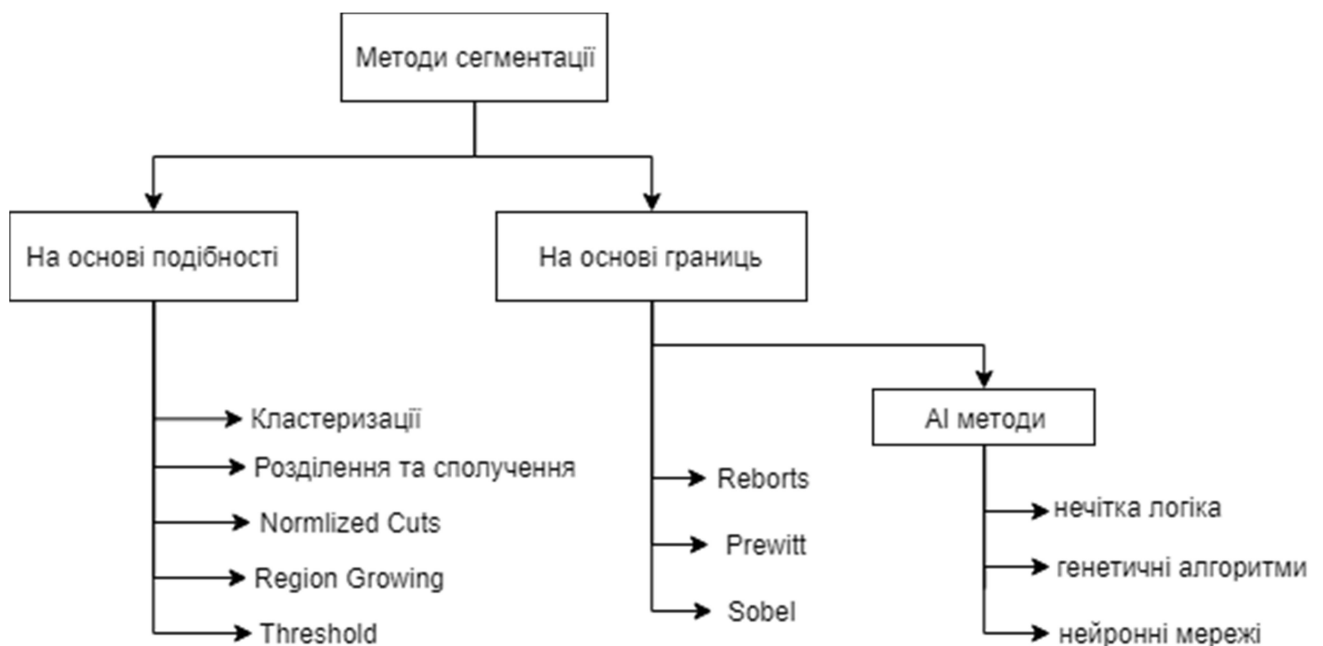 Методи сегментації
На основі подібності
На основі границь
Кластеризації
Розділення та сполучення
Normlized Cuts
Region Growing
Threshold
Reborts
Prewitt
Sobel
АІ методи
нечітка логіка
генетичні алгоритми
нейронні мережі